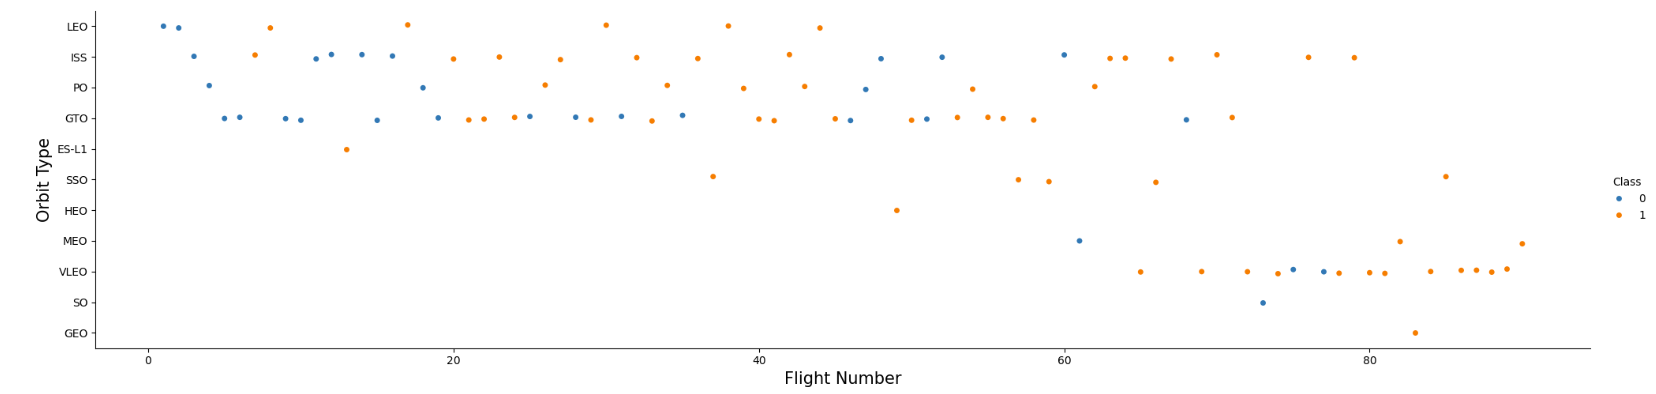 LEO
ISS
PO
GTO
ES-L1
SSO
HEO
MEO
VLEO
SO
GEO
Orbit Type
0
20
40
60
80
Flight Number
Class
0
1